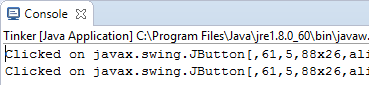 Console
Tinker [Java Application] C:\Program Files\Java\jre1.8.0_60\bin\javaw.
Clicked on javax.swing.JButton[,61,5,88x26,ali
Clicked on javax.swing.JButton[,61,5,88x26,ali